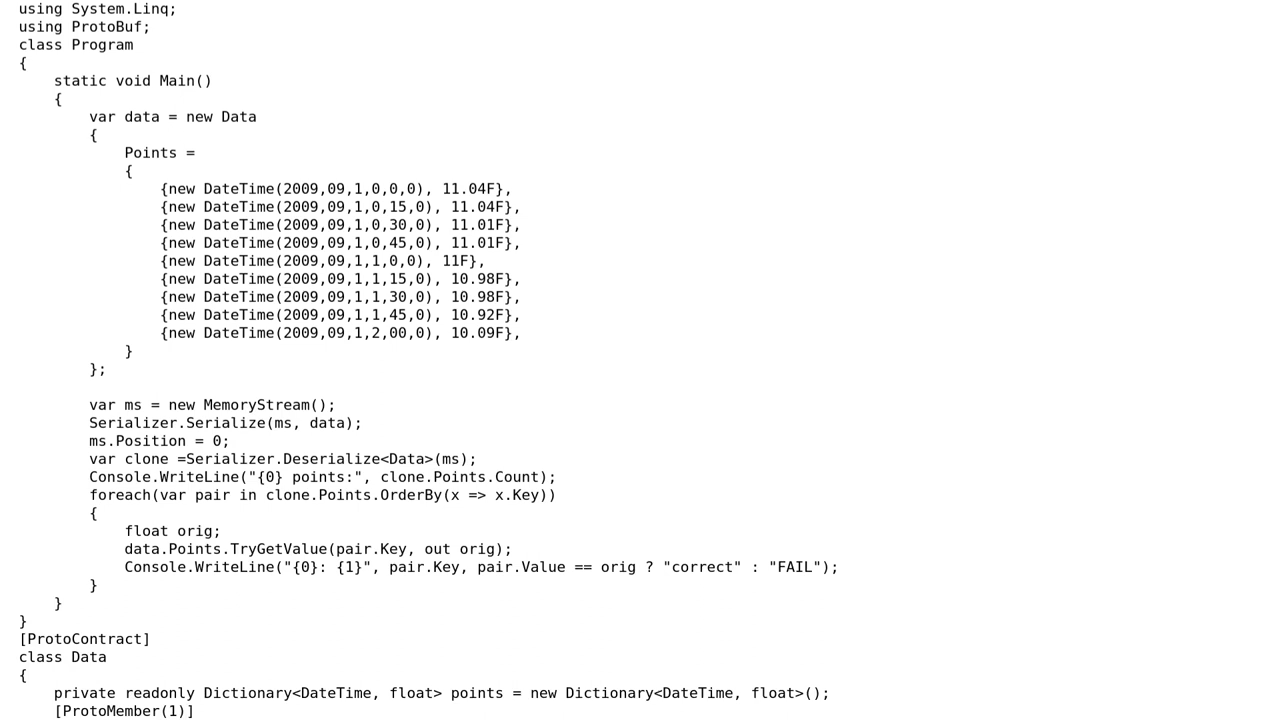 using System.Linq;
using ProtoBuf;
class Program
{
    static void Main()
    {
        var data = new Data
        {
            Points =
            {
                {new DateTime(2009,09,1,0,0,0), 11.04F},
                {new DateTime(2009,09,1,0,15,0), 11.04F},
                {new DateTime(2009,09,1,0,30,0), 11.01F},
                {new DateTime(2009,09,1,0,45,0), 11.01F},
                {new DateTime(2009,09,1,1,0,0), 11F},
                {new DateTime(2009,09,1,1,15,0), 10.98F},
                {new DateTime(2009,09,1,1,30,0), 10.98F},
                {new DateTime(2009,09,1,1,45,0), 10.92F},
                {new DateTime(2009,09,1,2,00,0), 10.09F},
            }
        };

        var ms = new MemoryStream();
        Serializer.Serialize(ms, data);
        ms.Position = 0;
        var clone =Serializer.Deserialize<Data>(ms);
        Console.WriteLine("{0} points:", clone.Points.Count);
        foreach(var pair in clone.Points.OrderBy(x => x.Key))
        {
            float orig;
            data.Points.TryGetValue(pair.Key, out orig);
            Console.WriteLine("{0}: {1}", pair.Key, pair.Value == orig ? "correct" : "FAIL");
        }
    }
}
[ProtoContract]
class Data
{
    private readonly Dictionary<DateTime, float> points = new Dictionary<DateTime, float>();
    [ProtoMember(1)]